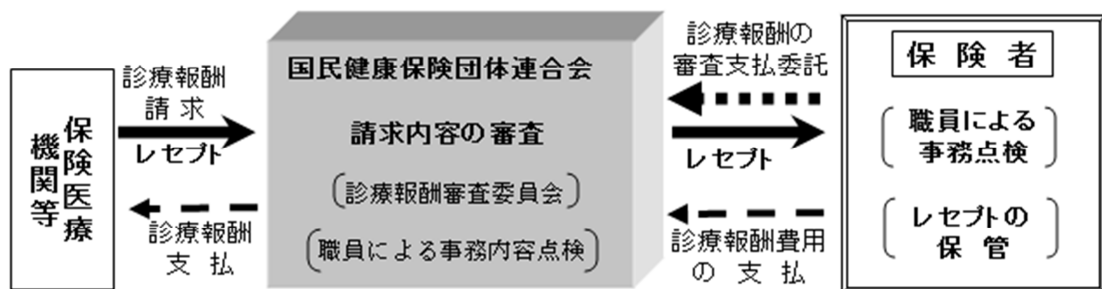 保険医療
機関等
診療報酬
請求
レセプト
診療報酬
支払
国民健康保険団体連合会
請求内容の審査
(診療報酬審査委員会)
(職員による事務内容点検)
診療報酬の
審査支払委託
レセプト
診療報酬費用
の支払
保険者
職員による
事務点検
レセプトの
保管